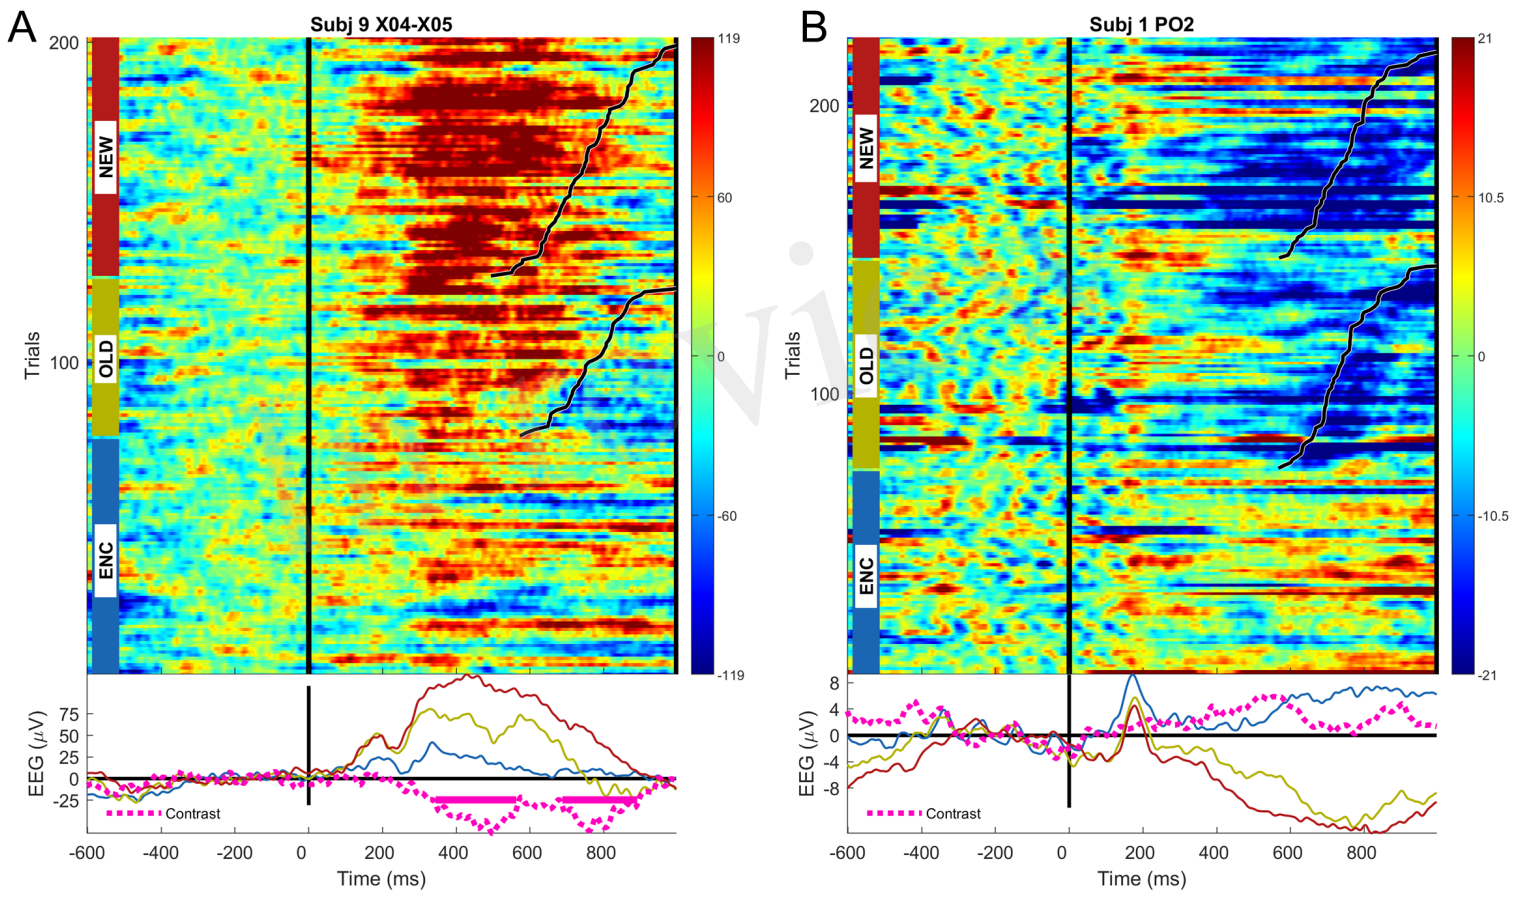 A
Subj 9 X04-X05
200
100
Trials
NEW
OLD
ENC
119
60
0
-60
-119
75
50
25
0
-25
EEG (μV)
Contrast
-600 -400 -200 0 200 400 600 800
Time (ms)
B
Subj 1 PO2
200
100
Trials
NEW
OLD
ENC
21
10.5
0
-10.5
-21
8
4
0
-4
-8
EEG (μV)
Contrast
-600 -400 -200 0 200 400 600 800
Time (ms)
vi